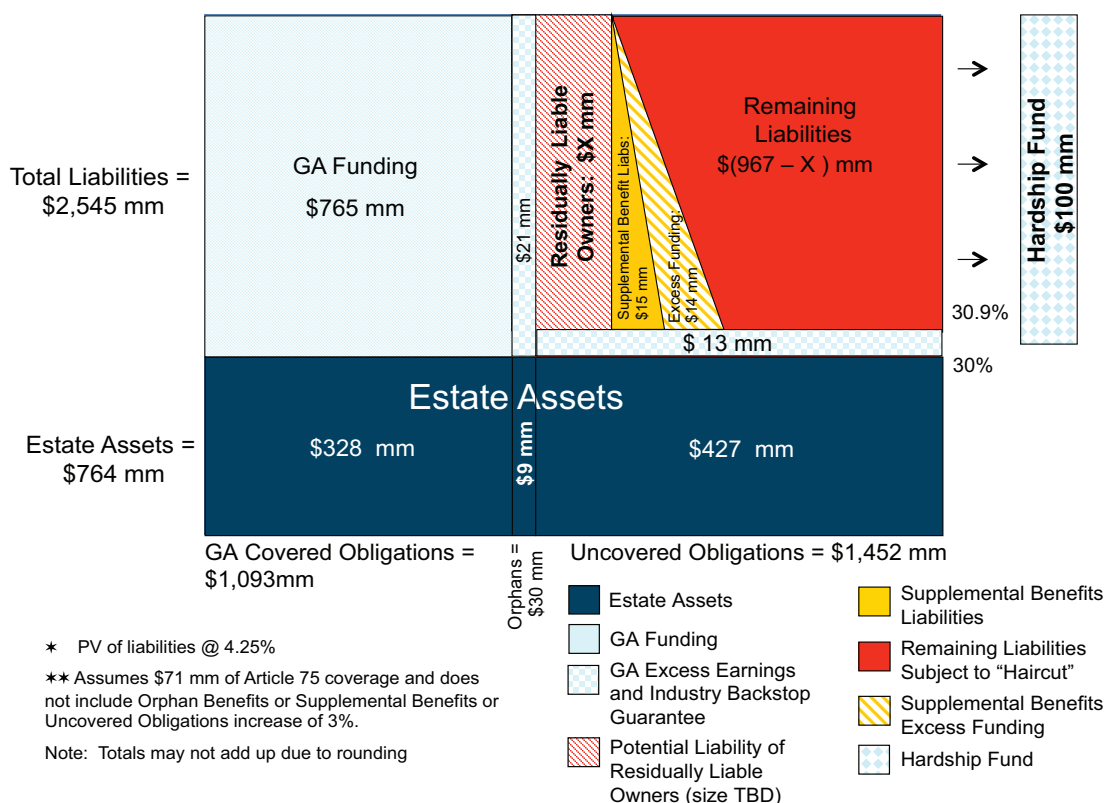 Total Liabilities =
$2,545 mm
GA Funding
$765 mm
$21 mm
Residually Liable
Owners: $X mm
Supplemental Benefit Liabs:
$15 mm
Excess Funding:
$14 mm
Remaining
Liabilities
$(967 – X ) mm
Hardship Fund
$100 mm
30.9%
$ 13 mm
30%
Estate Assets
Estate Assets =
$764 mm
$328 mm
$9 mm
$427 mm
GA Covered Obligations =
$1,093mm
Orphans =
$30 mm
Uncovered Obligations = $1,452 mm
Estate Assets
GA Funding
GA Excess Earnings
and Industry Backstop
Guarantee
Potential Liability of
Residually Liable
Owners (size TBD)
Supplemental Benefits
Liabilities
Remaining Liabilities
Subject to “Haircut”
Supplemental Benefits
Excess Funding
Hardship Fund
✶ PV of liabilities @ 4.25%
✶✶ Assumes $71 mm of Article 75 coverage and does
not include Orphan Benefits or Supplemental Benefits or
Uncovered Obligations increase of 3%.
Note: Totals may not add up due to rounding